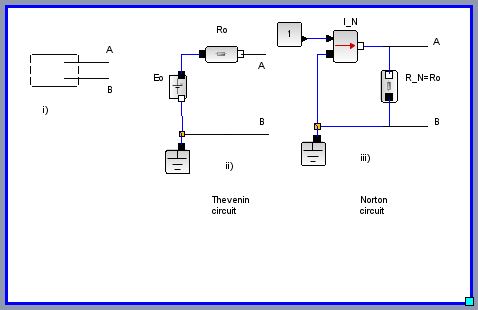 A
B
i)
Ro
A
Eo
B
ii)
Thevenin
circuit
1
I_N
A
R_N=Ro
B
iii)
Norton
circuit